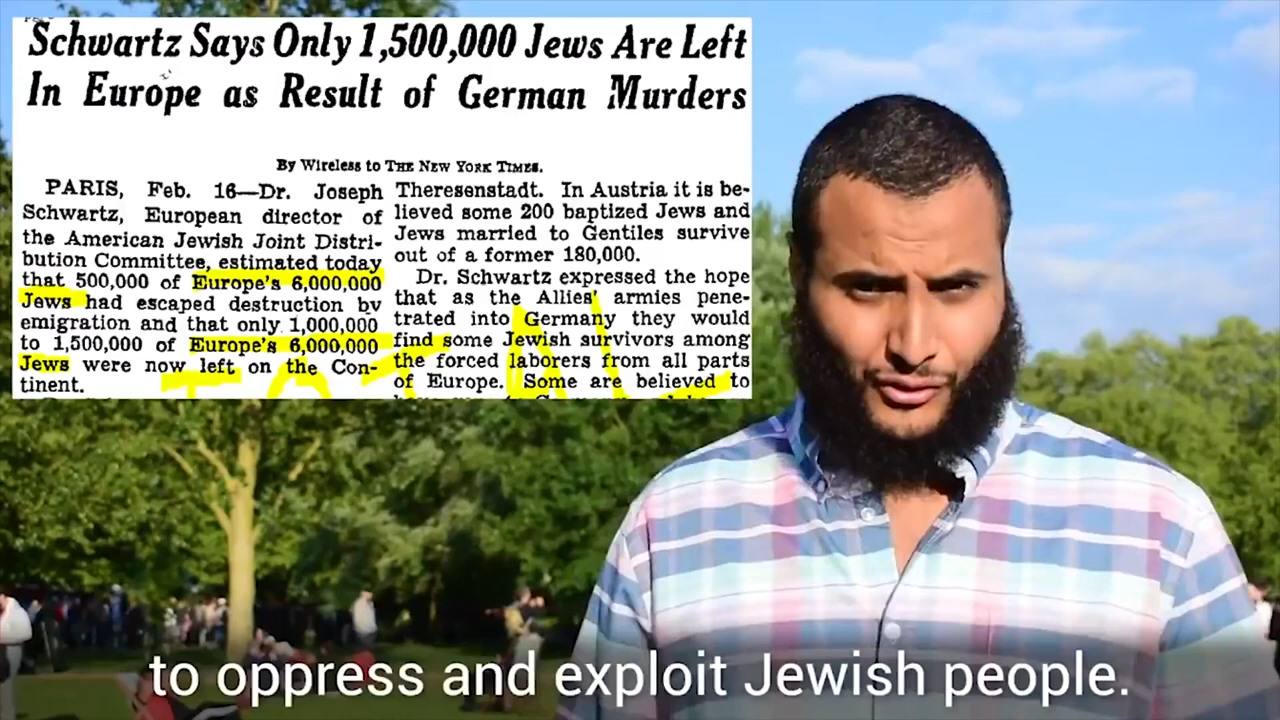 Schwartz Says Only 1,500,000 Jews Are Left
In Europe as Result of German Murders
By Wireless to THE NEW YORK TIMES.
PARIS, Feb. 16—Dr. Joseph
Schwartz, European director of
the American Jewish Joint Distri-
bution Committee, estimated today
that 500,000 of Europe's 6,000,000
Jews had escaped destruction by
emigration and that only 1,000,000
to 1,500,000 of Europe's 6,000,000
Jews were now left on the Con-
tinent.
Theresenstadt. In Austria it is be-
lieved some 200 baptized Jews and
Jews married to Gentiles survive
out of a former 180,000.
Dr. Schwartz expressed the hope
that as the Allies' armies pene-
trated into Germany they would
find some Jewish survivors among
the forced laborers from all parts
of Europe. Some are believed to
to oppress and exploit Jewish people.